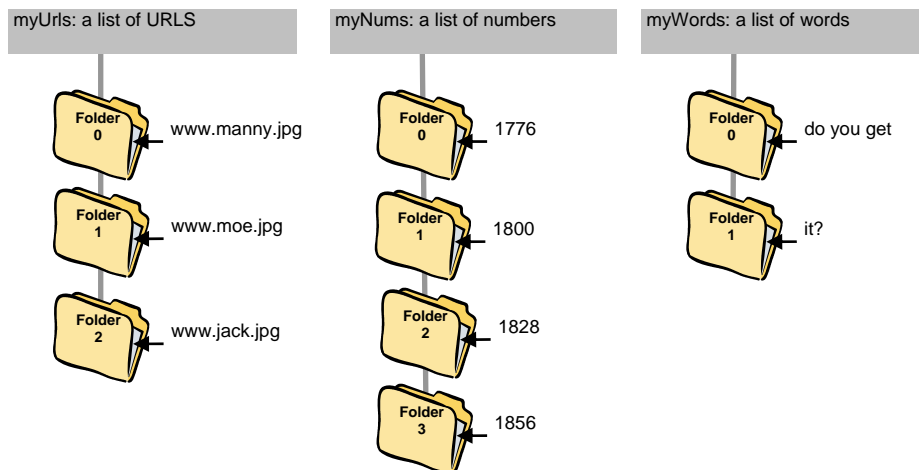 myUrls: a list of URLS
Folder
0
www.manny.jpg
Folder
1
www.moe.jpg
Folder
2
www.jack.jpg
myNums: a list of numbers
Folder
0
1776
Folder
1
1800
Folder
2
1828
Folder
3
1856
myWords: a list of words
Folder
0
do you get
Folder
1
it?